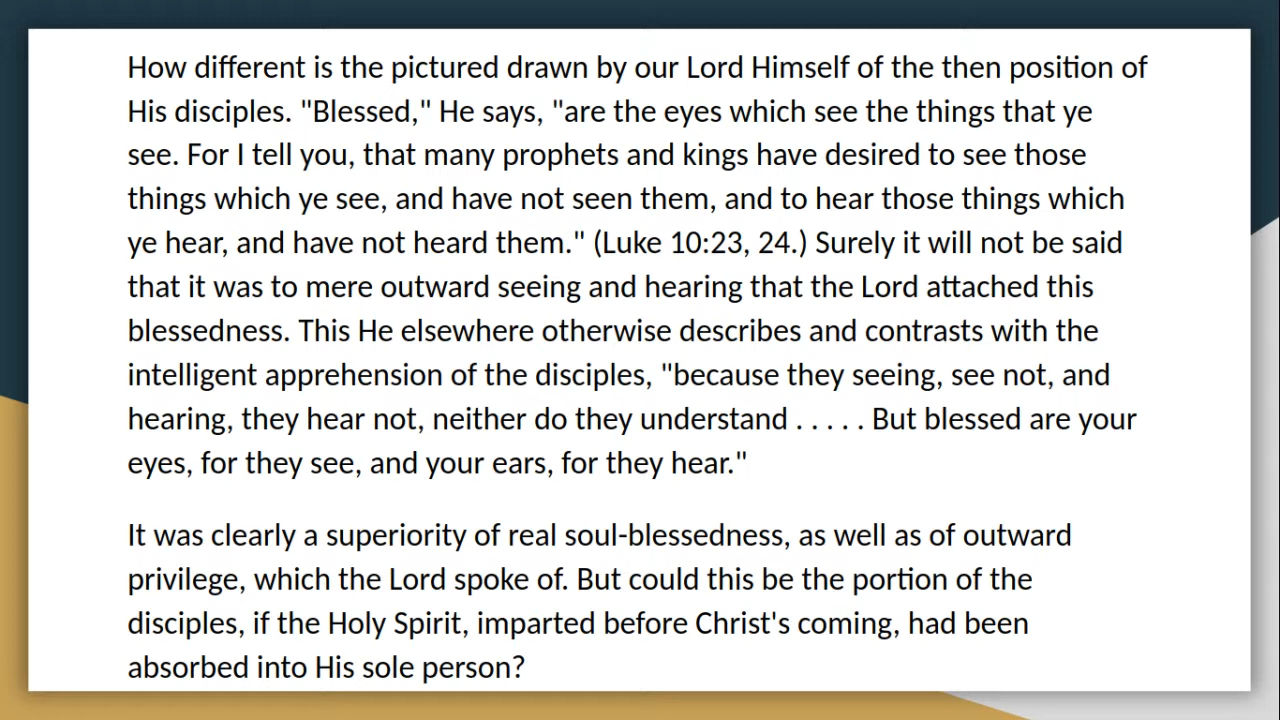 How different is the pictured drawn by our Lord Himself of the then position of
His disciples. "Blessed," He says, "are the eyes which see the things that ye
see. For I tell you, that many prophets and kings have desired to see those
things which ye see, and have not seen them, and to hear those things which
ye hear, and have not heard them." (Luke 10:23, 24.) Surely it will not be said
that it was to mere outward seeing and hearing that the Lord attached this
blessedness. This He elsewhere otherwise describes and contrasts with the
intelligent apprehension of the disciples, "because they seeing, see not, and
hearing, they hear not, neither do they understand . . . . . But blessed are your
eyes, for they see, and your ears, for they hear."
It was clearly a superiority of real soul-blessedness, as well as of outward
privilege, which the Lord spoke of. But could this be the portion of the
disciples, if the Holy Spirit, imparted before Christ's coming, had been
absorbed into His sole person?